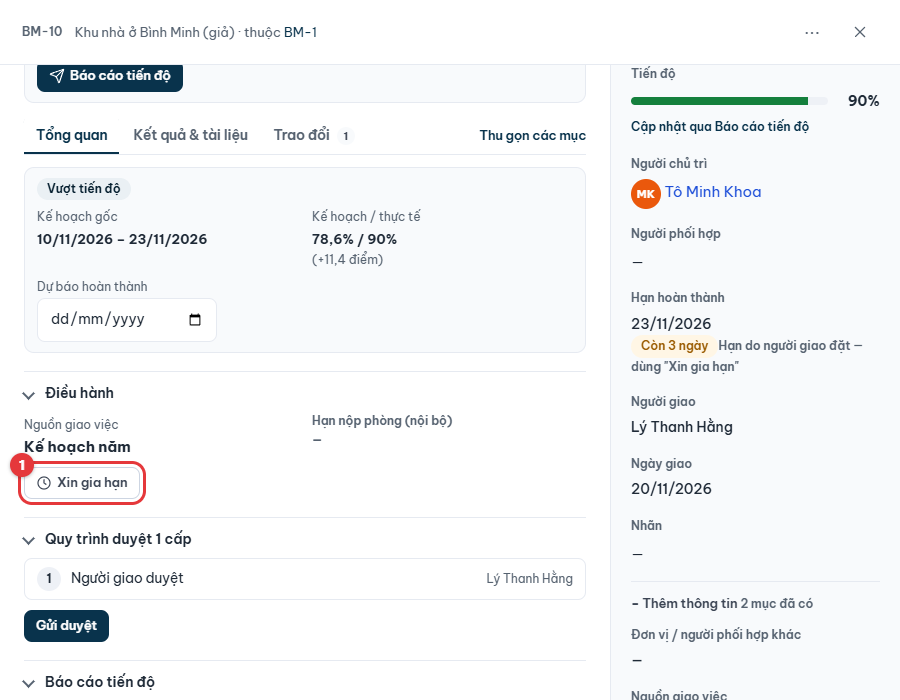 BM-10 Khu nhà ở Bình Minh (giả) · thuộc BM-1
Báo cáo tiến độ
Tổng quan Kết quả & tài liệu Trao đổi 1 Thu gọn các mục
Vượt tiến độ
Kế hoạch gốc
10/11/2026 – 23/11/2026
Kế hoạch / thực tế
78,6% / 90%
(+11,4 điểm)
Dự báo hoàn thành
dd/mm/yyyy
Điều hành
Nguồn giao việc
Kế hoạch năm
Hạn nộp phòng (nội bộ)
—
1
Xin gia hạn
Quy trình duyệt 1 cấp
1 Người giao duyệt Lý Thanh Hằng
Gửi duyệt
Báo cáo tiến độ
Tiến độ
90%
Cập nhật qua Báo cáo tiến độ
Người chủ trì
MK Tô Minh Khoa
Người phối hợp
—
Hạn hoàn thành
23/11/2026
Còn 3 ngày Hạn do người giao đặt —
dùng "Xin gia hạn"
Người giao
Lý Thanh Hằng
Ngày giao
20/11/2026
Nhãn
—
– Thêm thông tin 2 mục đã có
Đơn vị / người phối hợp khác
—
Nguồn giao việc